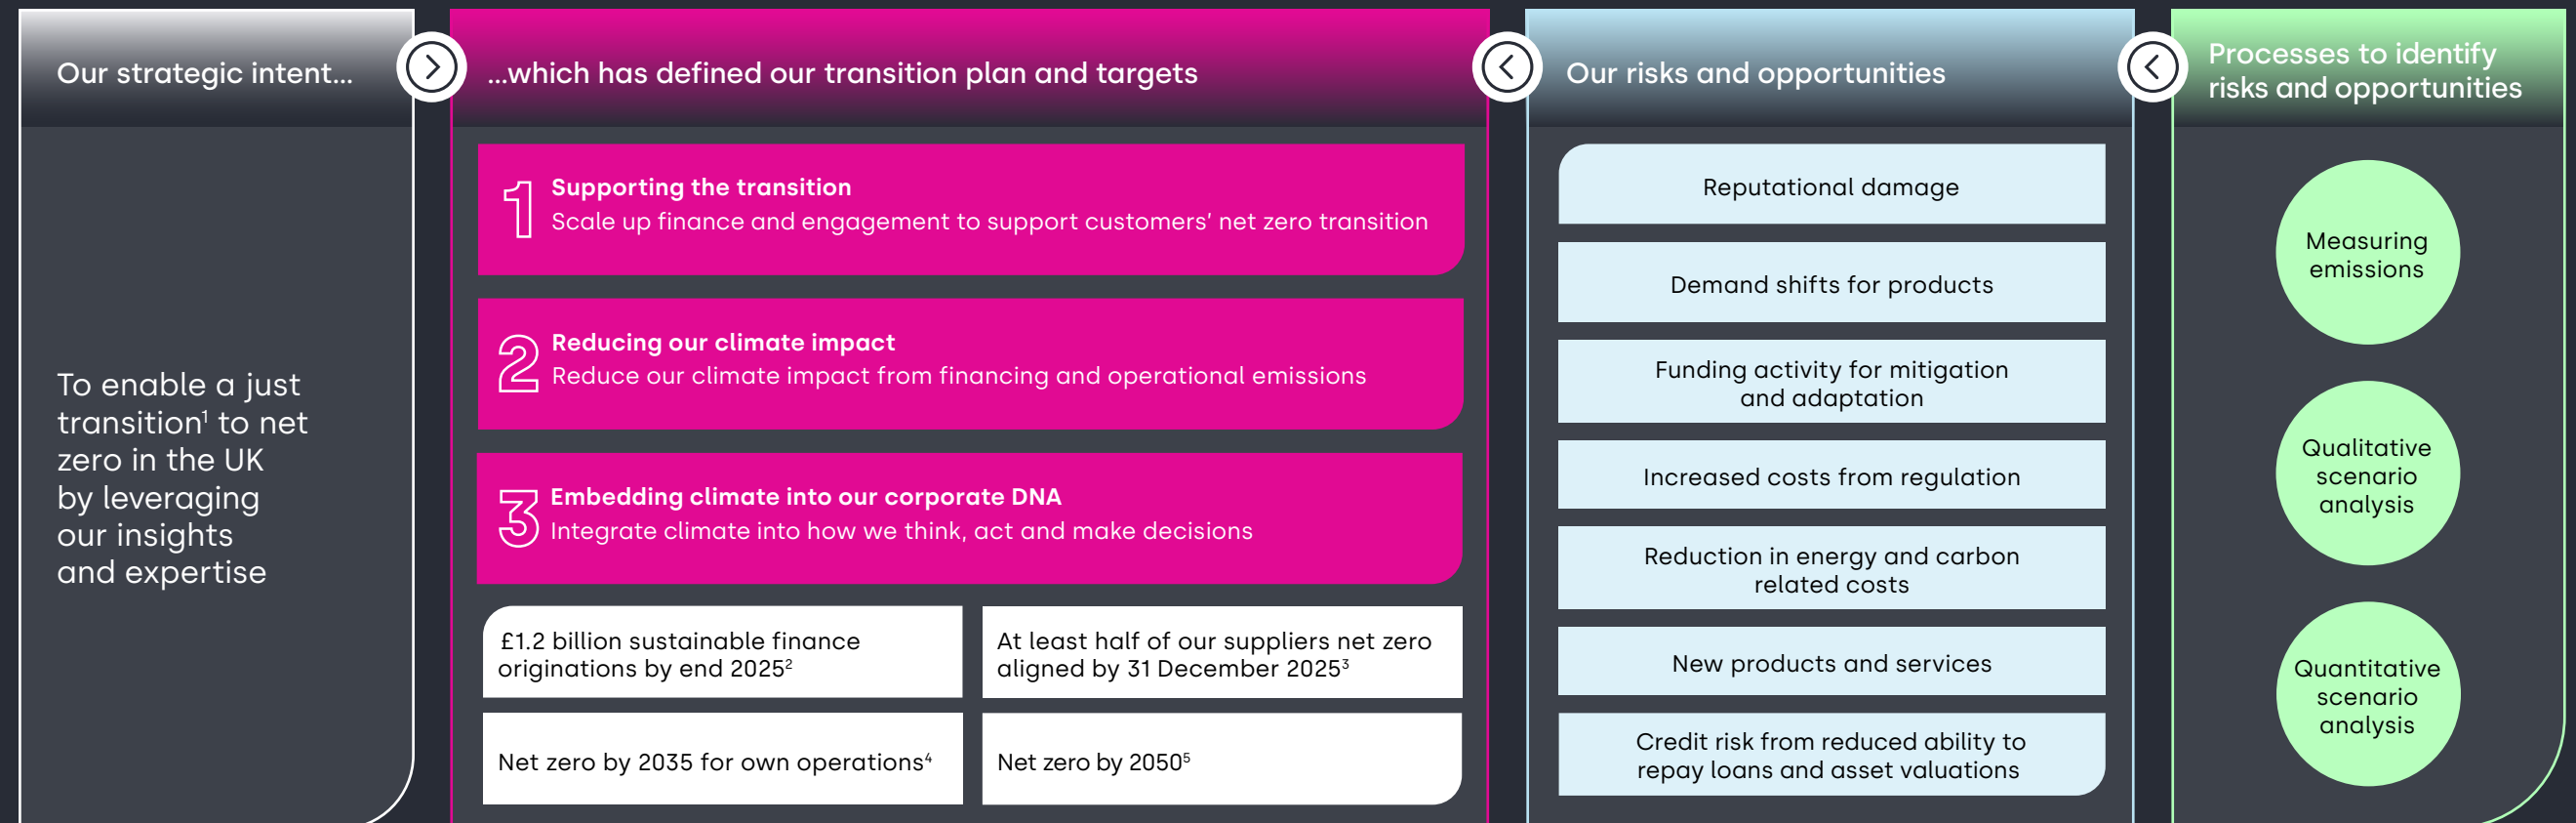 Our strategic intent...
To enable a just
transition¹ to net
zero in the UK
by leveraging
our insights
and expertise
...which has defined our transition plan and targets
1
Supporting the transition
Scale up finance and engagement to support customers’ net zero transition
2
Reducing our climate impact
Reduce our climate impact from financing and operational emissions
3
Embedding climate into our corporate DNA
Integrate climate into how we think, act and make decisions
£1.2 billion sustainable finance
originations by end 2025²
At least half of our suppliers net zero
aligned by 31 December 2025³
Net zero by 2035 for own operations⁴
Net zero by 2050⁵
Our risks and opportunities
Reputational damage
Demand shifts for products
Funding activity for mitigation
and adaptation
Increased costs from regulation
Reduction in energy and carbon
related costs
New products and services
Credit risk from reduced ability to
repay loans and asset valuations
Processes to identify
risks and opportunities
Measuring
emissions
Qualitative
scenario
analysis
Quantitative
scenario
analysis